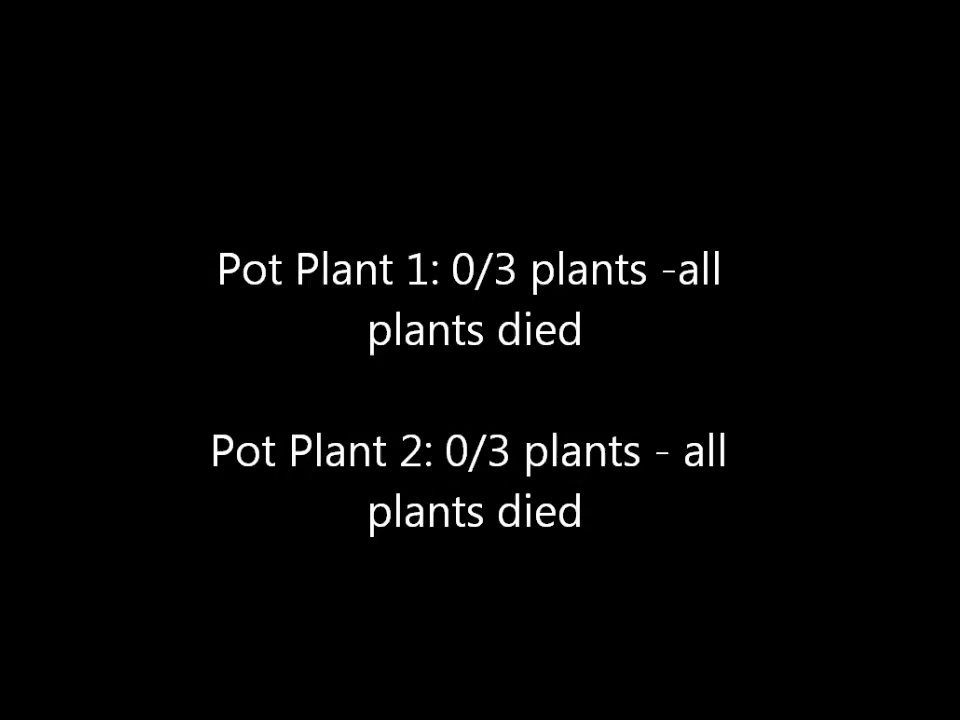 Pot Plant 1: 0/3 plants -all
plants died
Pot Plant 2: 0/3 plants - all
plants died